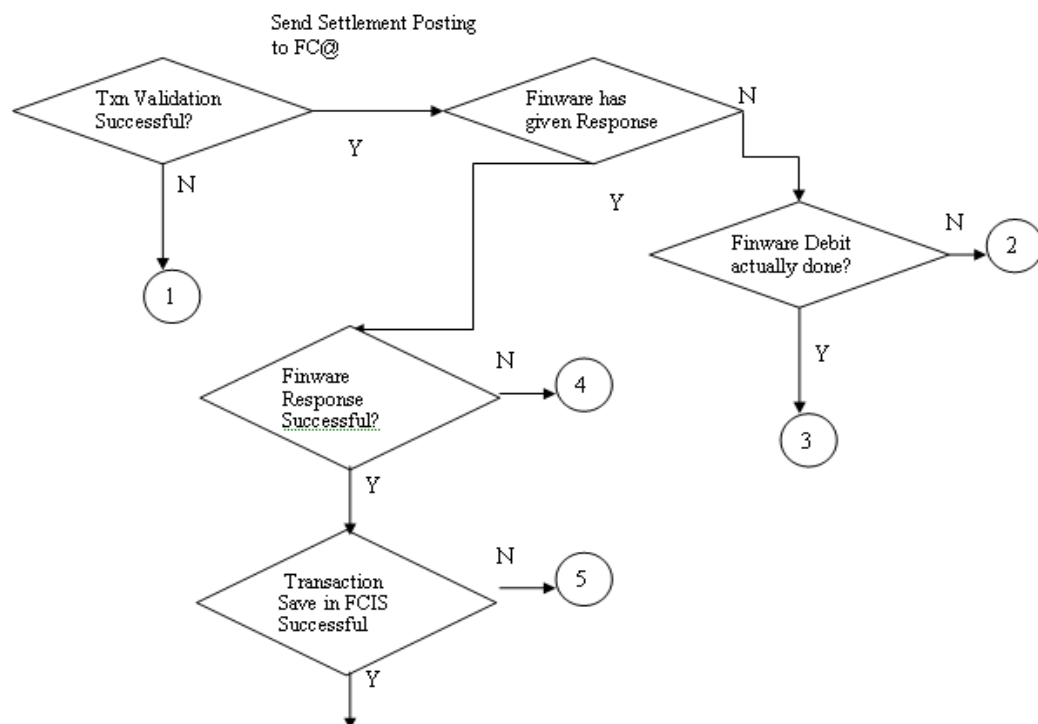 Send Settlement Posting
to FC@
Txn Validation
Successful?
Y
N
1
Finware has
given Response
N
Y
Finware Debit
actually done?
N
2
Y
3
Finware
Response
Successful?
N
4
Y
Transaction
Save in FCIS
Successful
N
5
Y